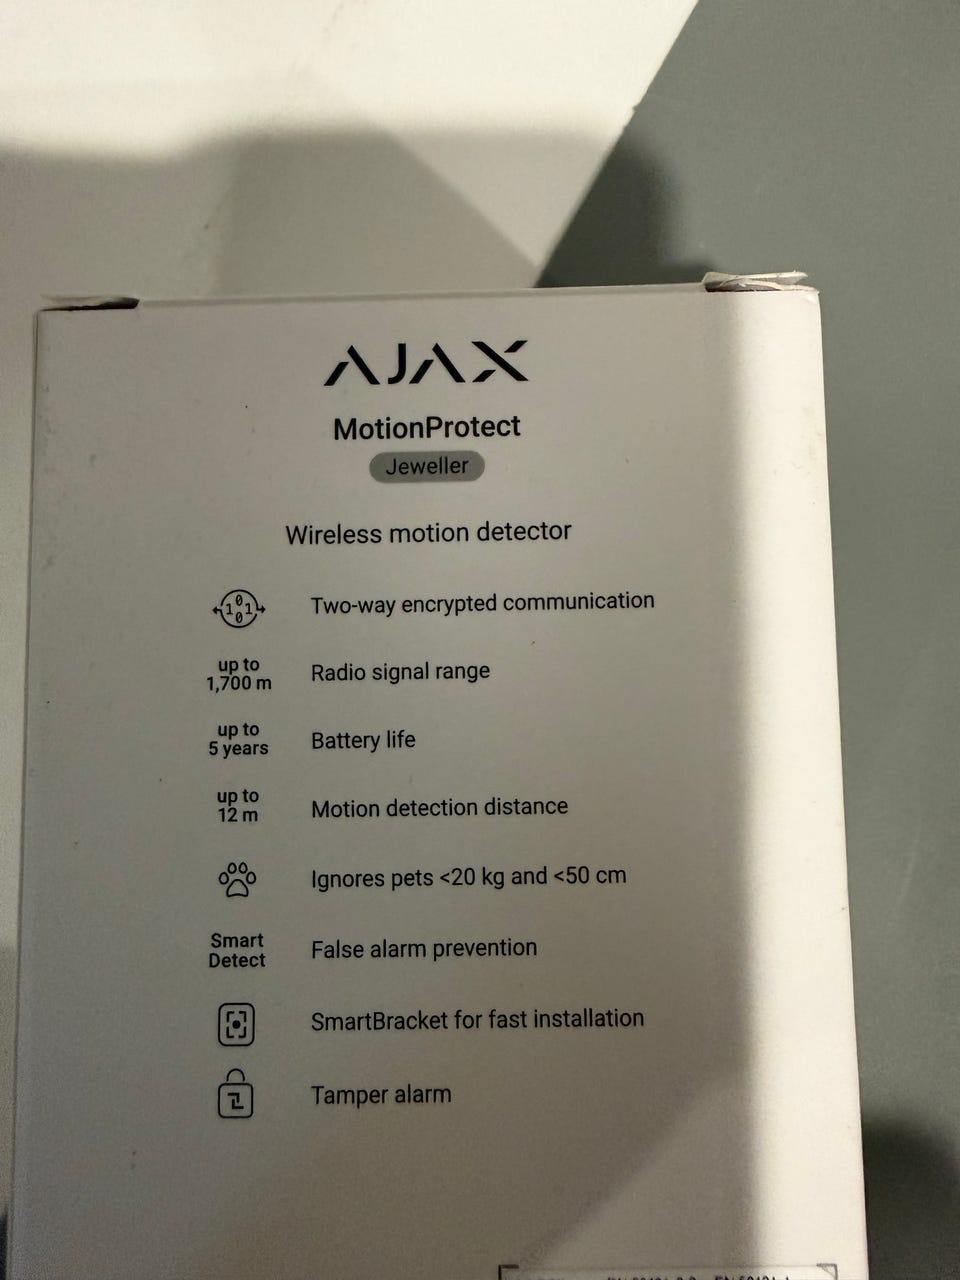 AJAX
MotionProtect
Jeweller
Wireless motion detector
Two-way encrypted communication
up to
1,700 m
Radio signal range
up to
5 years
Battery life
up to
12 m
Motion detection distance
Ignores pets <20 kg and <50 cm
Smart
Detect
False alarm prevention
SmartBracket for fast installation
Tamper alarm